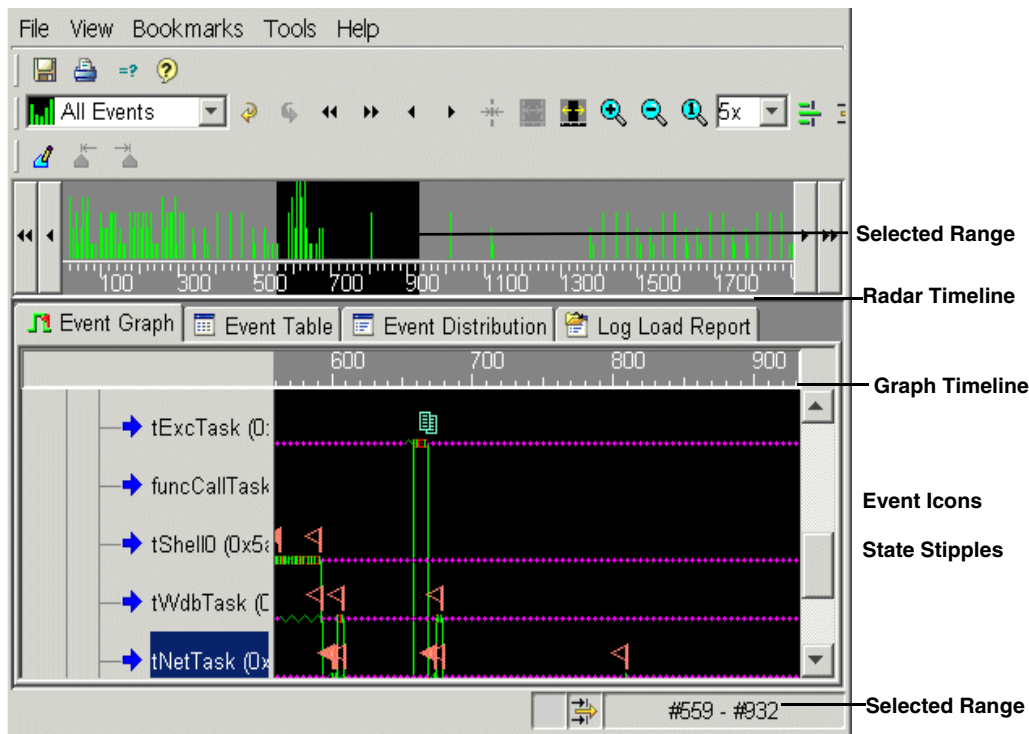 File View Bookmarks Tools Help
=?
All Events 5x
Selected Range
100 300 500 700 900 1100 1300 1500 1700
Radar Timeline
Event Graph Event Table Event Distribution Log Load Report
600 700 800 900
Graph Timeline
tExcTask (0:
funcCallTask
Event Icons
tShell0 (0x5
State Stipples
tWdbTask (
tNetTask (0x
#559 - #932
Selected Range